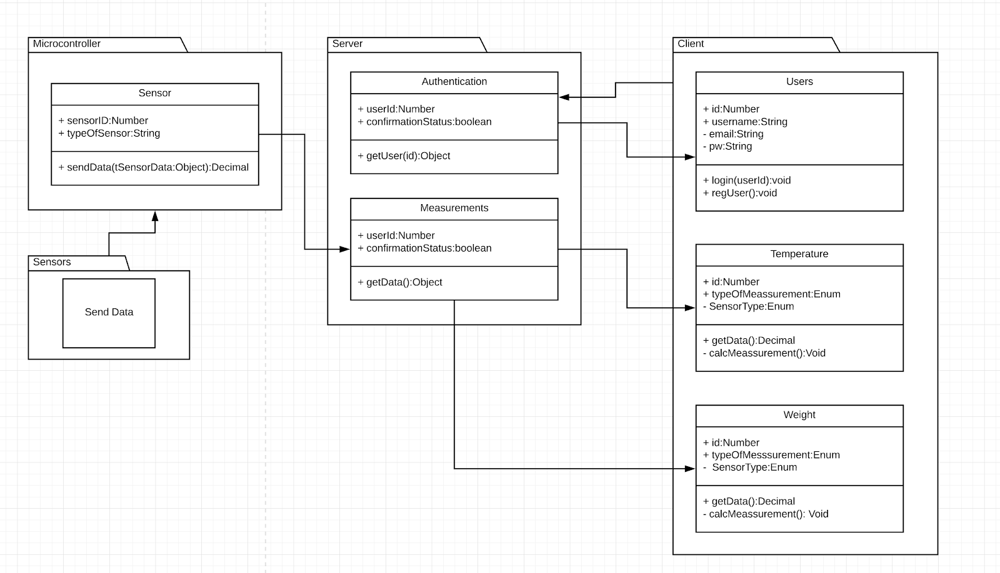 Microcontroller
Sensor
+ sensorID:Number
+ typeOfSensor:String
+ sendData(tSensorData:Object):Decimal
Sensors
Send Data
Server
Authentication
+ userId:Number
+ confirmationStatus:boolean
+ getUser(id):Object
Measurements
+ userId:Number
+ confirmationStatus:boolean
+ getData():Object
Client
Users
+ id:Number
+ username:String
- email:String
- pw:String
+ login(userId):void
+ regUser():void
Temperature
+ id:Number
+ typeOfMeassurement:Enum
- SensorType:Enum
+ getData():Decimal
- calcMeassurement():Void
Weight
+ id:Number
+ typeOfMesssurement:Enum
-  SensorType:Enum
+ getData():Decimal
- calcMeassurement(): Void